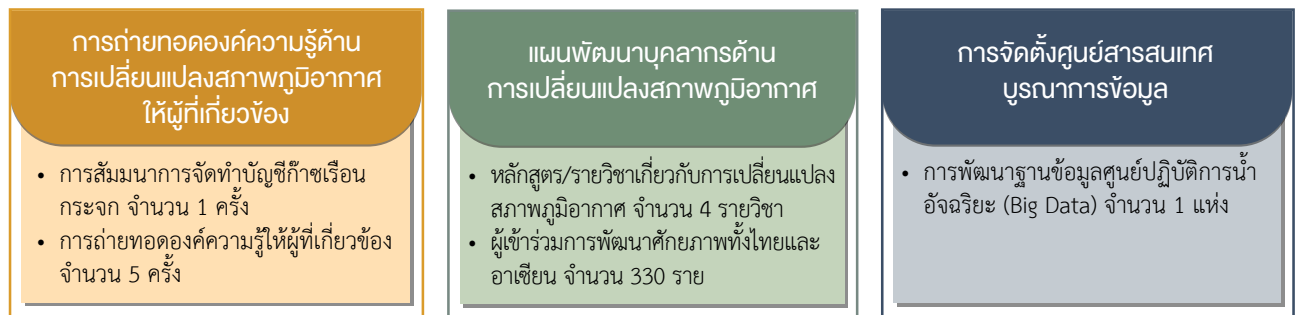 การถ่ายทอดองค์ความรู้ด้าน
การเปลี่ยนแปลงสภาพภูมิอากาศ
ให้ผู้ที่เกี่ยวข้อง
• การสัมมนาการจัดทำบัญชีก๊าซเรือน
กระจก จำนวน 1 ครั้ง
• การถ่ายทอดองค์ความรู้ให้ผู้ที่เกี่ยวข้อง
จำนวน 5 ครั้ง
แผนพัฒนาบุคลากรด้าน
การเปลี่ยนแปลงสภาพภูมิอากาศ
• หลักสูตร/รายวิชาเกี่ยวกับการเปลี่ยนแปลง
สภาพภูมิอากาศ จำนวน 4 รายวิชา
• ผู้เข้าร่วมการพัฒนาศักยภาพทั้งไทยและ
อาเซียน จำนวน 330 ราย
การจัดตั้งศูนย์สารสนเทศ
บูรณาการข้อมูล
• การพัฒนาฐานข้อมูลศูนย์ปฏิบัติการน้ำ
อัจฉริยะ (Big Data) จำนวน 1 แห่ง